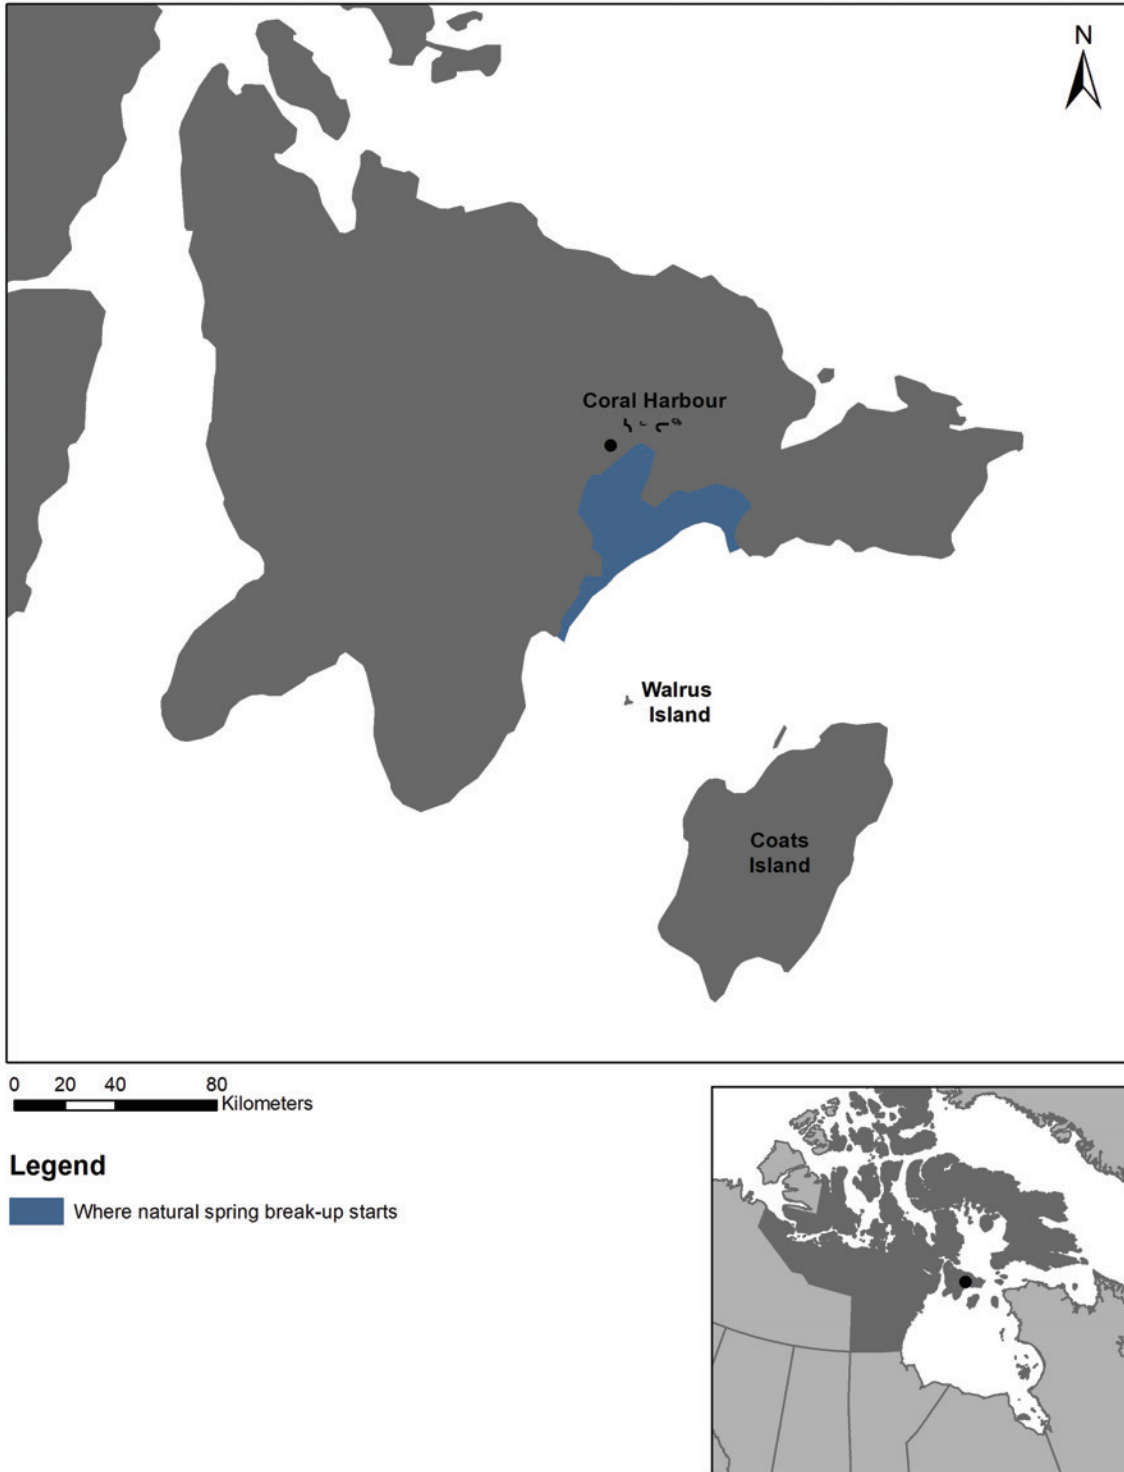 N
Coral Harbour
Walrus
Island
Coats
Island
0 20 40 80
Kilometers
Legend
Where natural spring break-up starts